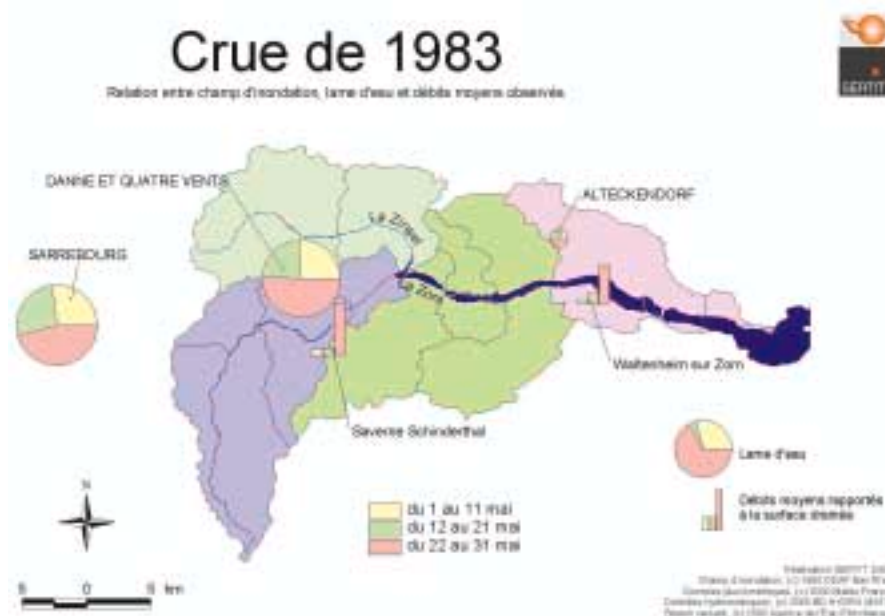 Crue de 1983
Relation entre champ d'inondation, lame d'eau et débits moyens observés
SERTIT
DANNE ET QUATRE VENTS
ALTECKENDORF
La Zinsel
SARREBOURG
La Zorn
Waltenheim sur Zorn
Saverne Schinderthal
Lame d'eau
N
du 1 au 11 mai
du 12 au 21 mai
du 22 au 31 mai
Débits moyens rapportés
à la surface drainée
5 0 5 km